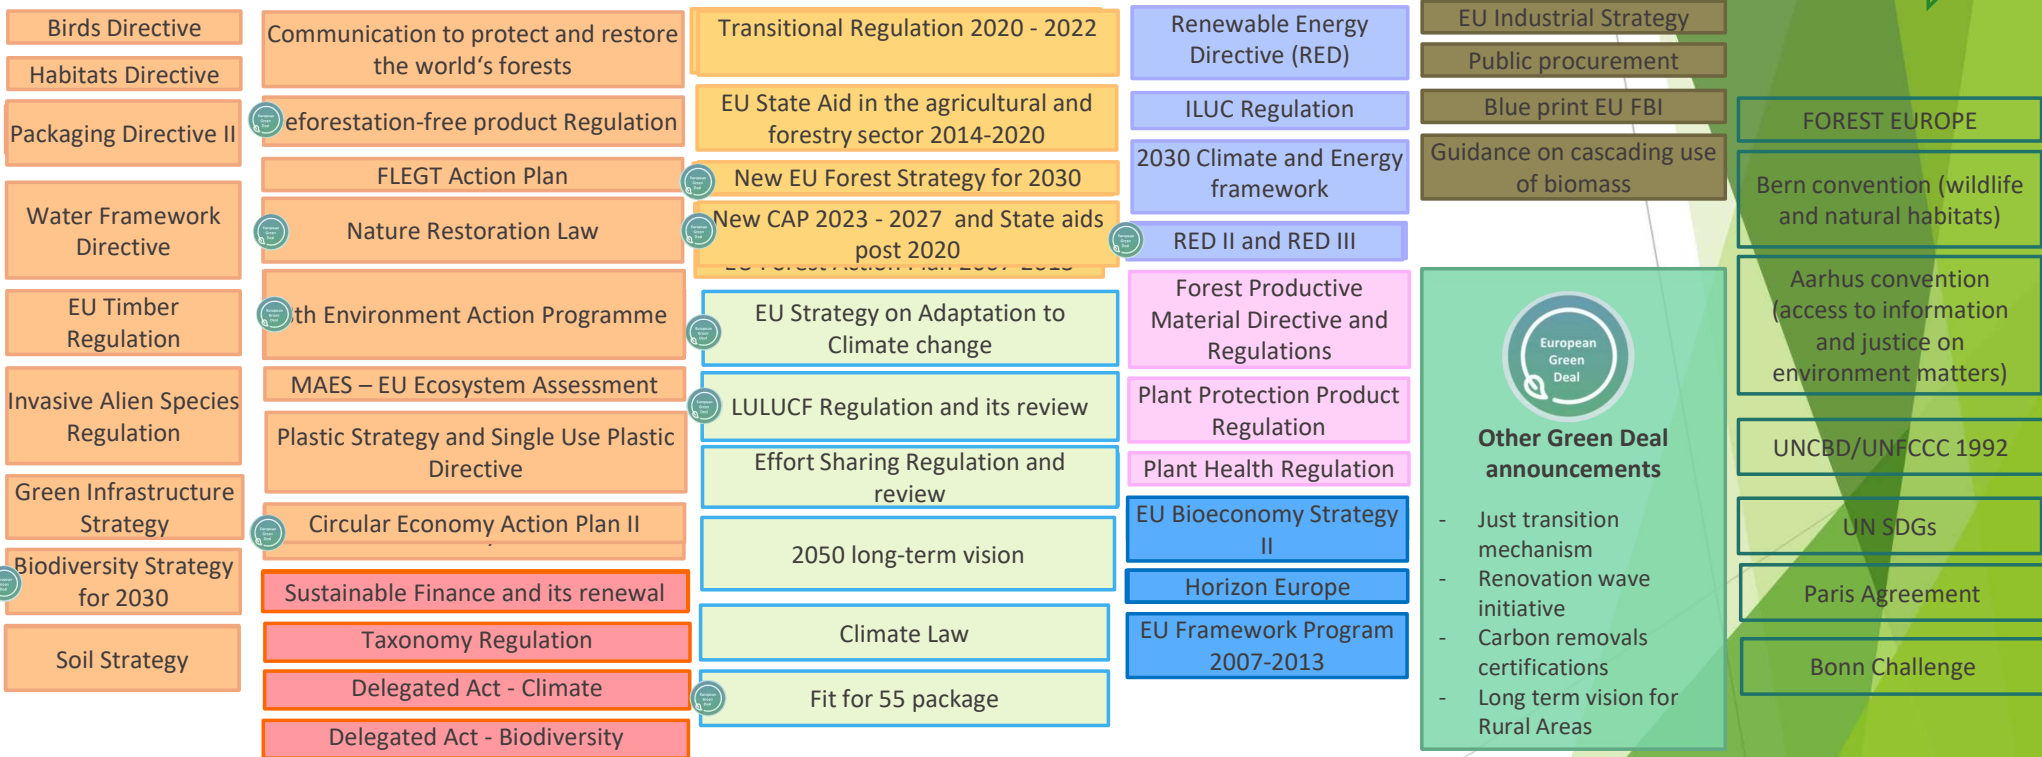 Birds Directive
Habitats Directive
Packaging Directive II
Water Framework
Directive
EU Timber
Regulation
Invasive Alien Species
Regulation
Green Infrastructure
Strategy
Biodiversity Strategy
for 2030
Soil Strategy
Communication to protect and restore
the world's forests
eforestation-free product Regulation
FLEGT Action Plan
Nature Restoration Law
th Environment Action Programme
MAES – EU Ecosystem Assessment
Plastic Strategy and Single Use Plastic
Directive
Circular Economy Action Plan II
Sustainable Finance and its renewal
Taxonomy Regulation
Delegated Act - Climate
Delegated Act - Biodiversity
Transitional Regulation 2020 - 2022
EU State Aid in the agricultural and
forestry sector 2014-2020
New EU Forest Strategy for 2030
New CAP 2023 - 2027 and State aids
post 2020
EU Forest Action Plan 2007-2013
EU Strategy on Adaptation to
Climate change
LULUCF Regulation and its review
Effort Sharing Regulation and
review
2050 long-term vision
Climate Law
Fit for 55 package
Renewable Energy
Directive (RED)
ILUC Regulation
2030 Climate and Energy
framework
RED II and RED III
Forest Productive
Material Directive and
Regulations
Plant Protection Product
Regulation
Plant Health Regulation
EU Bioeconomy Strategy
II
Horizon Europe
EU Framework Program
2007-2013
EU Industrial Strategy
Public procurement
Blue print EU FBI
Guidance on cascading use
of biomass
European
Green
Deal
Other Green Deal
announcements
- Just transition
mechanism
- Renovation wave
initiative
- Carbon removals
certifications
- Long term vision for
Rural Areas
FOREST EUROPE
Bern convention (wildlife
and natural habitats)
Aarhus convention
(access to information
and justice on
environment matters)
UNCBD/UNFCCC 1992
UN SDGs
Paris Agreement
Bonn Challenge